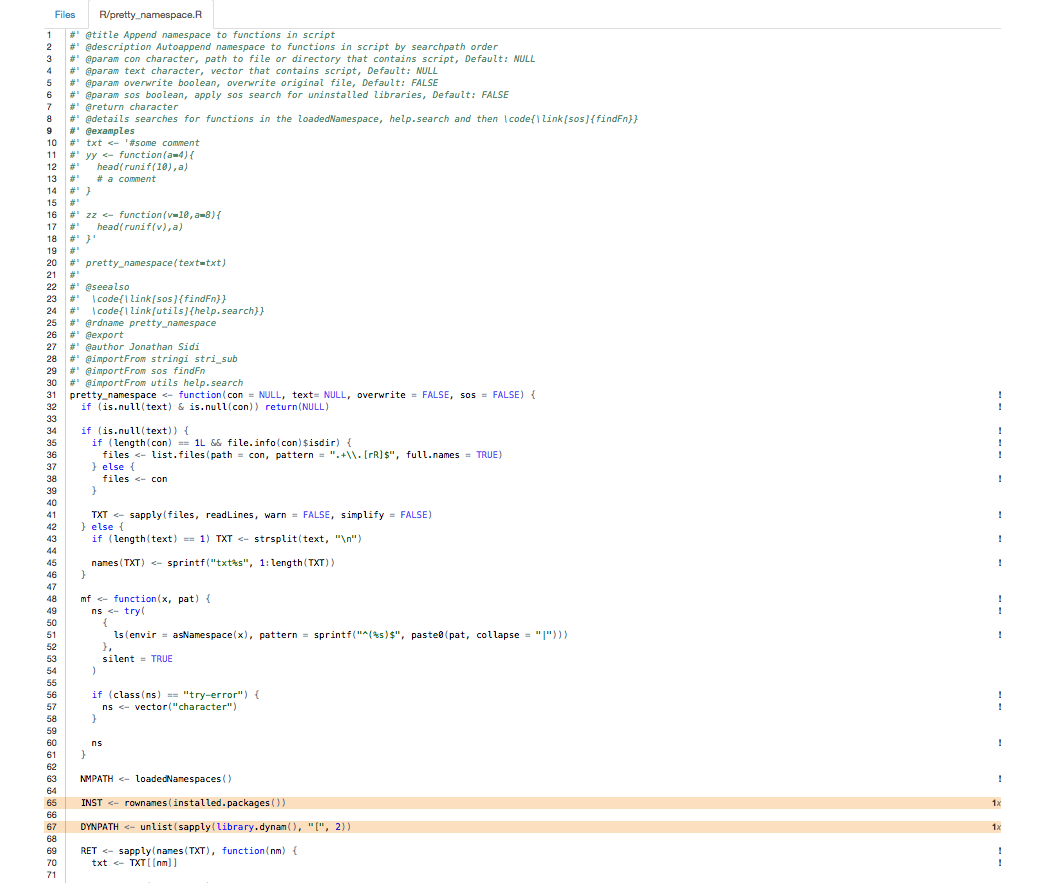 Files R/pretty_namespace.R
1 #' @title Append namespace to functions in script
2 #' @description Autoappend namespace to functions in script by searchpath order
3 #' @param con character, path to file or directory that contains script, Default: NULL
4 #' @param text character, vector that contains script, Default: NULL
5 #' @param overwrite boolean, overwrite original file, Default: FALSE
6 #' @param sos boolean, apply sos search for uninstalled libraries, Default: FALSE
7 #' @return character
8 #' @details searches for functions in the loadedNamespace, help.search and then \code{\link[sos]{findFn}}
9 #' @examples
10 #' txt <- '#some comment
11 #' yy <- function(a=4){
12 #'   head(runif(10),a)
13 #'   # a comment
14 #' }
15 #'
16 #' zz <- function(v=10,a=8){
17 #'   head(runif(v),a)
18 #' }'
19 #'
20 #' pretty_namespace(text=txt)
21 #'
22 #' @seealso
23 #'  \code{\link[sos]{findFn}}
24 #'  \code{\link[utils]{help.search}}
25 #' @rdname pretty_namespace
26 #' @export
27 #' @author Jonathan Sidi
28 #' @importFrom stringi stri_sub
29 #' @importFrom sos findFn
30 #' @importFrom utils help.search
31 pretty_namespace <- function(con = NULL, text= NULL, overwrite = FALSE, sos = FALSE) { !
32   if (is.null(text) & is.null(con)) return(NULL) !
33
34   if (is.null(text)) { !
35     if (length(con) == 1L && file.info(con)$isdir) { !
36       files <- list.files(path = con, pattern = ".+\\.[rR]$", full.names = TRUE) !
37     } else {
38       files <- con !
39     }
40
41     TXT <- sapply(files, readLines, warn = FALSE, simplify = FALSE) !
42   } else {
43     if (length(text) == 1) TXT <- strsplit(text, "\n") !
44
45     names(TXT) <- sprintf("txt%s", 1:length(TXT)) !
46   }
47
48   mf <- function(x, pat) { !
49     ns <- try( !
50       {
51         ls(envir = asNamespace(x), pattern = sprintf("^(%s)$", paste0(pat, collapse = "|"))) !
52       },
53       silent = TRUE
54     )
55
56     if (class(ns) == "try-error") { !
57       ns <- vector("character") !
58     }
59
60     ns !
61   }
62
63   NMPATH <- loadedNamespaces() !
64
65   INST <- rownames(installed.packages()) 1x
66
67   DYNPATH <- unlist(sapply(library.dynam(), "[", 2)) 1x
68
69   RET <- sapply(names(TXT), function(nm) { !
70     txt <- TXT[[nm]] !
71